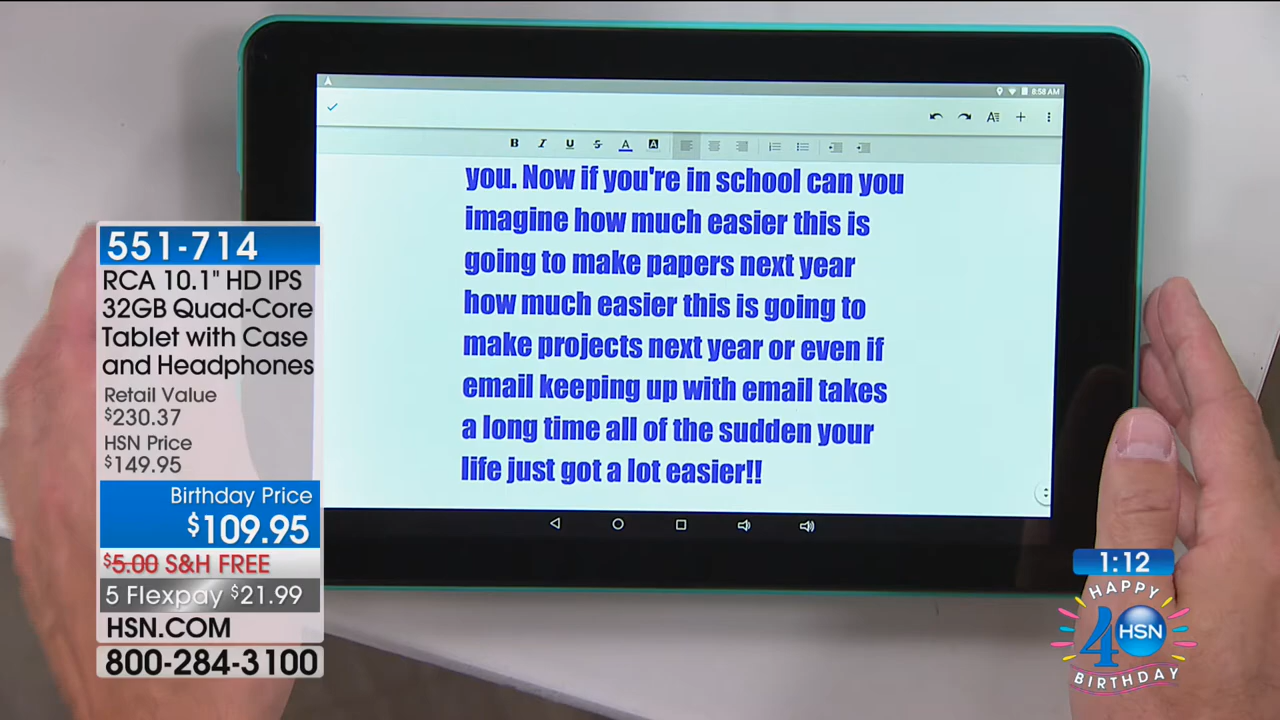 8:58 AM
B I U S A A
you. Now if you're in school can you
imagine how much easier this is
going to make papers next year
how much easier this is going to
make projects next year or even if
email keeping up with email takes
a long time all of the sudden your
life just got a lot easier!!
551-714
RCA 10.1" HD IPS
32GB Quad-Core
Tablet with Case
and Headphones
Retail Value
$230.37
HSN Price
$149.95
Birthday Price
$109.95
$5.00 S&H FREE
5 Flexpay $21.99
HSN.COM
800-284-3100
1:12
HAPPY
40 HSN
BIRTHDAY